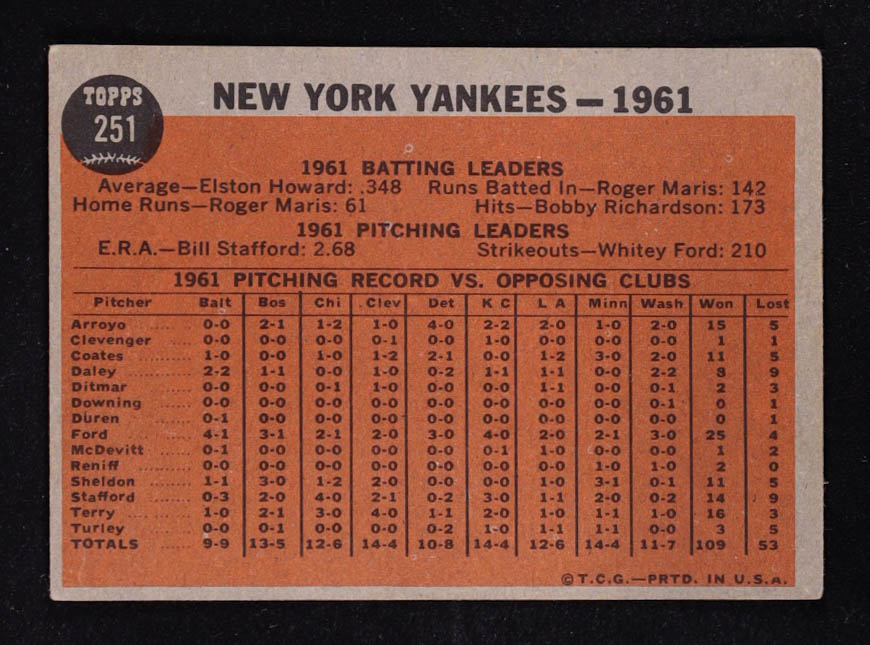 TOPPS
251
NEW YORK YANKEES — 1961
1961 BATTING LEADERS
Average—Elston Howard: .348 Runs Batted In—Roger Maris: 142
Home Runs—Roger Maris: 61 Hits—Bobby Richardson: 173
1961 PITCHING LEADERS
E.R.A.—Bill Stafford: 2.68 Strikeouts—Whitey Ford: 210
1961 PITCHING RECORD VS. OPPOSING CLUBS
Pitcher Balt Bos Chi Clev Det K C L A Minn Wash Won Lost
Arroyo ...... 0-0 2-1 1-2 1-0 4-0 2-2 2-0 1-0 2-0 15 5
Clevenger ...... 0-0 0-0 0-0 0-1 0-0 1-0 0-0 0-0 0-0 1 1
Coates ...... 1-0 0-0 1-0 1-2 2-1 0-0 1-2 3-0 2-0 11 5
Daley ...... 2-2 1-1 0-0 1-0 0-2 1-1 1-1 0-0 2-2 8 9
Ditmar ...... 0-0 0-0 0-1 1-0 0-0 0-0 1-1 0-0 0-1 2 3
Downing ...... 0-0 0-0 0-0 0-0 0-0 0-0 0-0 0-0 0-1 0 1
Duren ...... 0-1 0-0 0-0 0-0 0-0 0-0 0-0 0-0 0-0 0 1
Ford ...... 4-1 3-1 2-1 2-0 3-0 4-0 2-0 2-1 3-0 25 4
McDevitt ...... 0-1 0-0 0-0 0-0 0-0 0-1 1-0 0-0 0-0 1 2
Reniff ...... 0-0 0-0 0-0 0-0 0-0 0-0 0-0 1-0 1-0 2 0
Sheldon ...... 1-1 3-0 1-2 2-0 0-0 0-0 1-0 3-1 0-1 11 5
Stafford ...... 0-3 2-0 4-0 2-1 0-2 3-0 1-1 2-0 0-2 14 9
Terry ...... 1-0 2-1 3-0 4-0 1-1 2-0 1-0 1-1 1-0 16 3
Turley ...... 0-0 0-1 0-0 0-0 0-2 1-0 1-1 1-1 0-0 3 5
TOTALS ...... 9-9 13-5 12-6 14-4 10-8 14-4 12-6 14-4 11-7 109 53
©T.C.G.—PRTD. IN U.S.A.